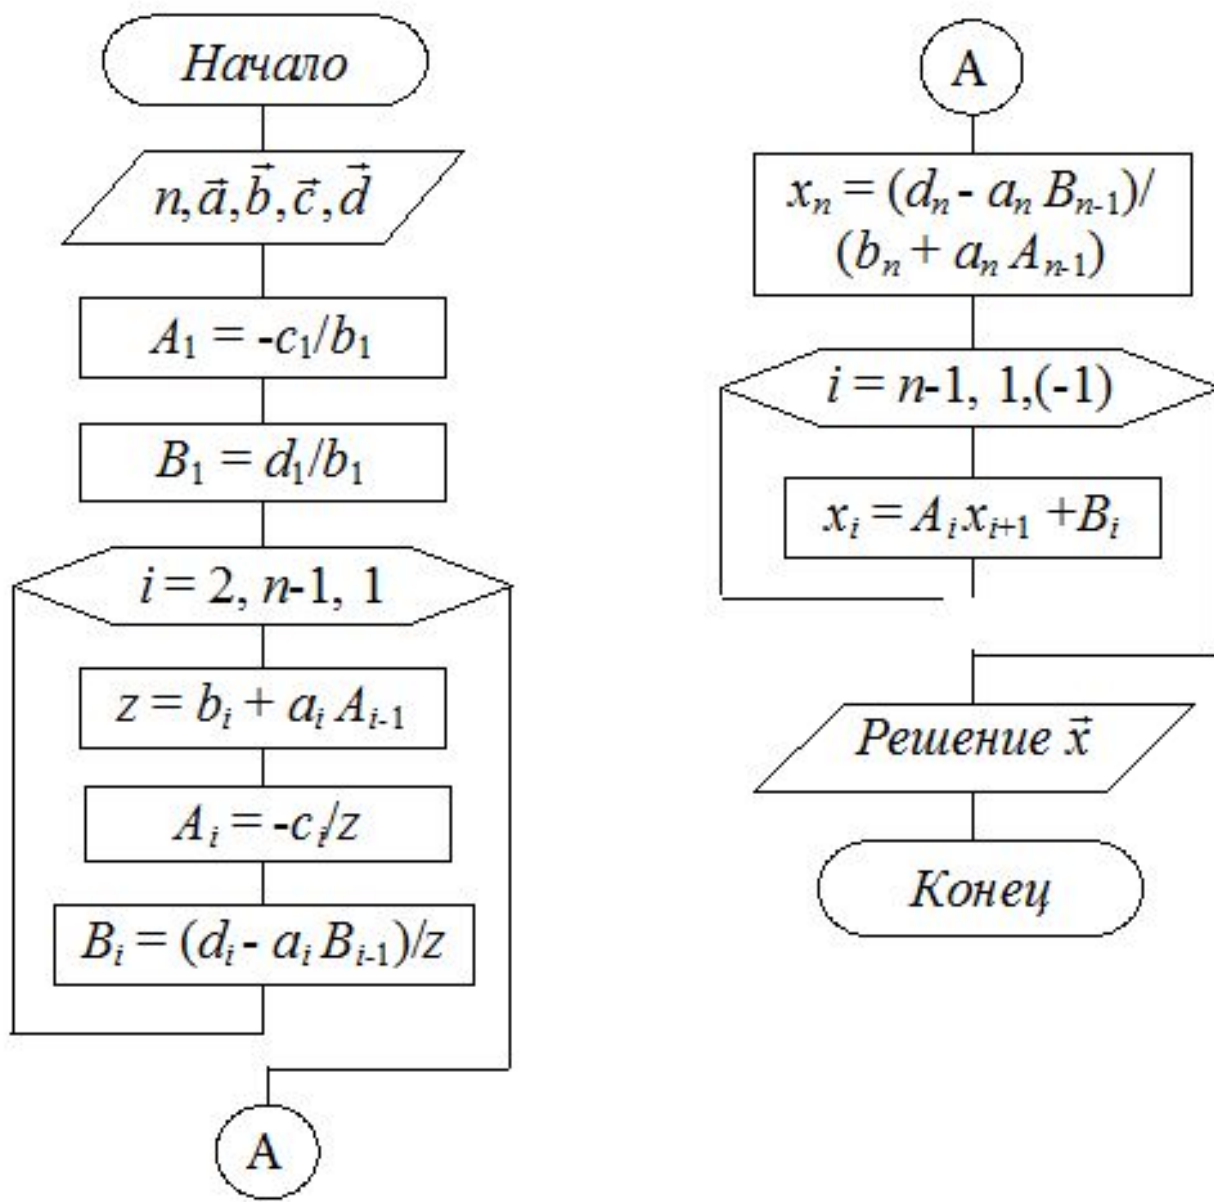 Начало
n, a⃗, b⃗, c⃗, d⃗
A₁ = -c₁/b₁
B₁ = d₁/b₁
i = 2, n-1, 1
z = bᵢ + aᵢ Aᵢ₋₁
Aᵢ = -cᵢ/z
Bᵢ = (dᵢ - aᵢ Bᵢ₋₁)/z
A
A
xₙ = (dₙ - aₙ Bₙ₋₁)/
(bₙ + aₙ Aₙ₋₁)
i = n-1, 1,(-1)
xᵢ = Aᵢ xᵢ₊₁ +Bᵢ
Решение x⃗
Конец